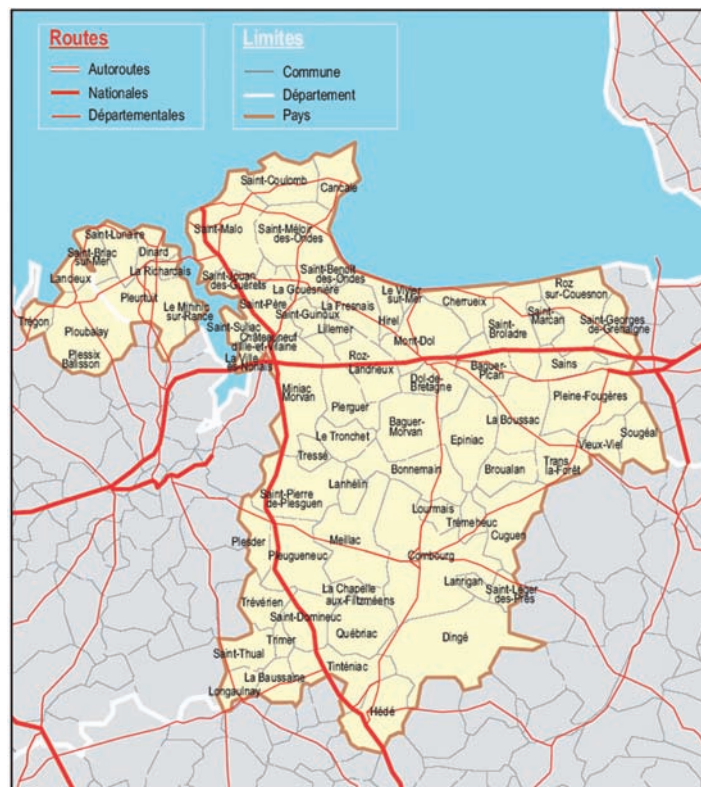 Routes
Autoroutes
Nationales
Départementales
Limites
Commune
Département
Pays
Saint-Coulomb
Cancale
Saint-Malo
Saint-Méloir
des-Ondes
Saint-Lunaire
Saint-Briac
sur-Mer
Dinard
Lancieux
La Richardais
Pleurtuit
Le Minihic
sur-Rance
Trégon
Ploubalay
Plessix
Balisson
Saint-Jouan
des-Guérets
Saint-Benoît
des-Ondes
La Gouesnière
Saint-Père
La Fresnais
Saint-Guinoux
Le Vivier
sur-Mer
Cherrueix
Roz
sur-Couesnon
Saint-Suliac
Lillemer
Hirel
Saint-
Marcan
Saint-Georges
de-Gréhaigne
Châteauneuf
d'Ille-et-Vilaine
Mont-Dol
Saint-
Broladre
La Ville
ès-Nonais
Roz-
Landrieux
Dol-de-
Bretagne
Baguer-
Pican
Sains
Miniac
Morvan
Plerguer
Pleine-Fougères
Baguer-
Morvan
La Boussac
Sougéal
Le Tronchet
Epiniac
Vieux-Viel
Tressé
Bonnemain
Broualan
Trans
la-Forêt
Lanhélin
Saint-Pierre
de-Plesguen
Lourmais
Trémeheuc
Cuguen
Plesder
Meillac
Pleugueneuc
Combourg
Lanrigan
Saint-Léger
des-Prés
La Chapelle
aux-Filtzméens
Trévérien
Saint-Domineuc
Québriac
Dingé
Trimer
Saint-Thual
Tinténiac
La Baussaine
Longaulnay
Hédé